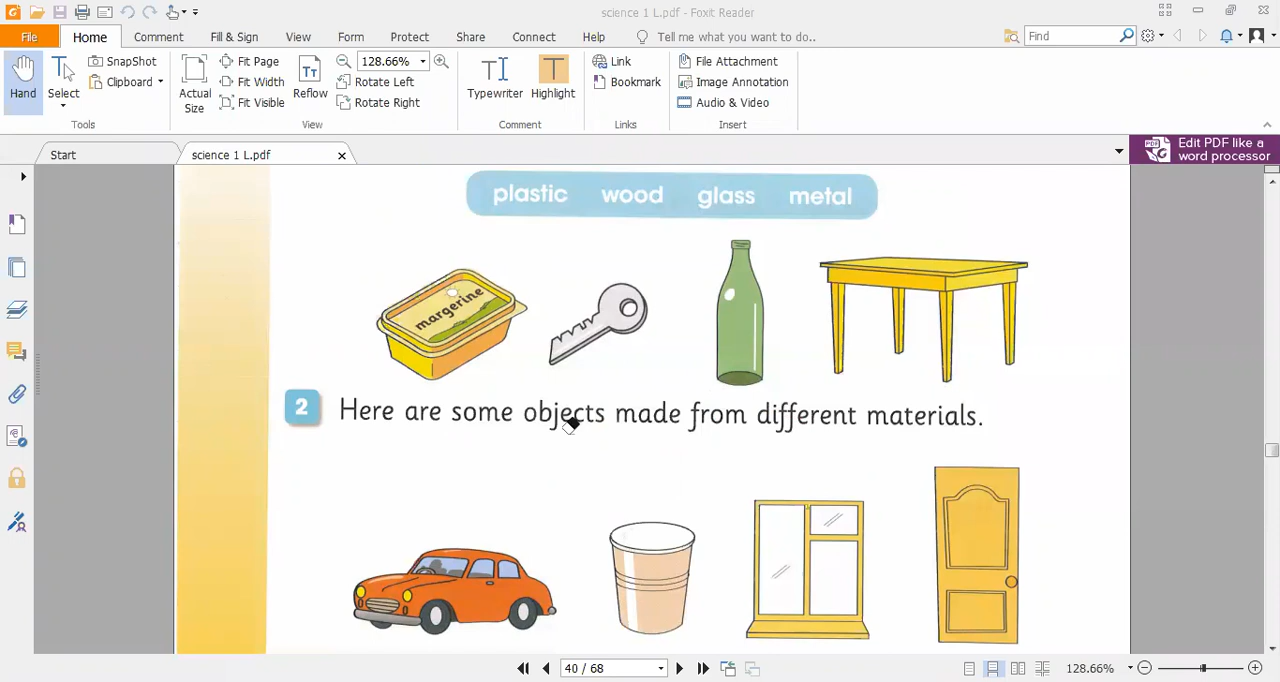 science 1 L.pdf - Foxit Reader
File Home Comment Fill & Sign View Form Protect Share Connect Help Tell me what you want to do.. Find
Hand
Select
SnapShot
Clipboard
Tools
Actual Size
Fit Page
Fit Width
Fit Visible
Reflow
128.66%
Rotate Left
Rotate Right
View
Typewriter
Highlight
Comment
Link
Bookmark
Links
File Attachment
Image Annotation
Audio & Video
Insert
Start
science 1 L.pdf
Edit PDF like a
word processor
plastic wood glass metal
margerine
2 Here are some objects made from different materials.
40 / 68
128.66%